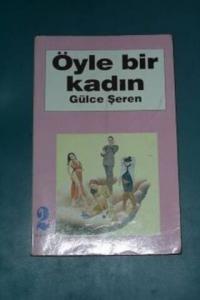 Öyle bir
kadın
Gülce Şeren
2